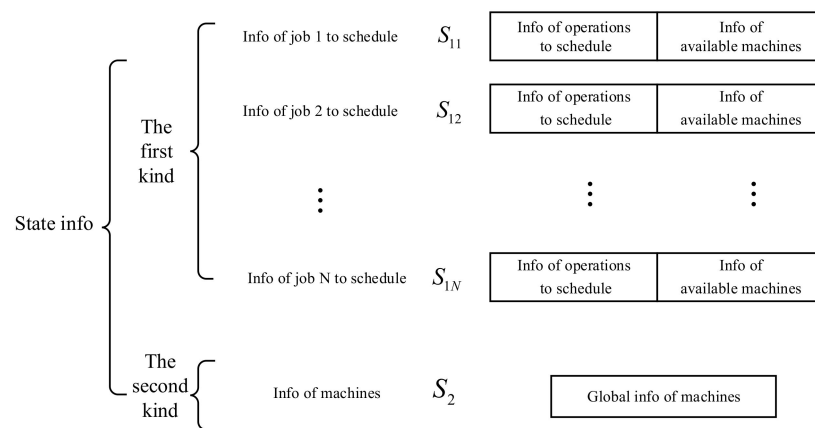 Info of job 1 to schedule S₁₁ Info of operations to schedule Info of available machines
The first kind
Info of job 2 to schedule S₁₂ Info of operations to schedule Info of available machines
State info
Info of job N to schedule S₁N Info of operations to schedule Info of available machines
The second kind
Info of machines S₂ Global info of machines